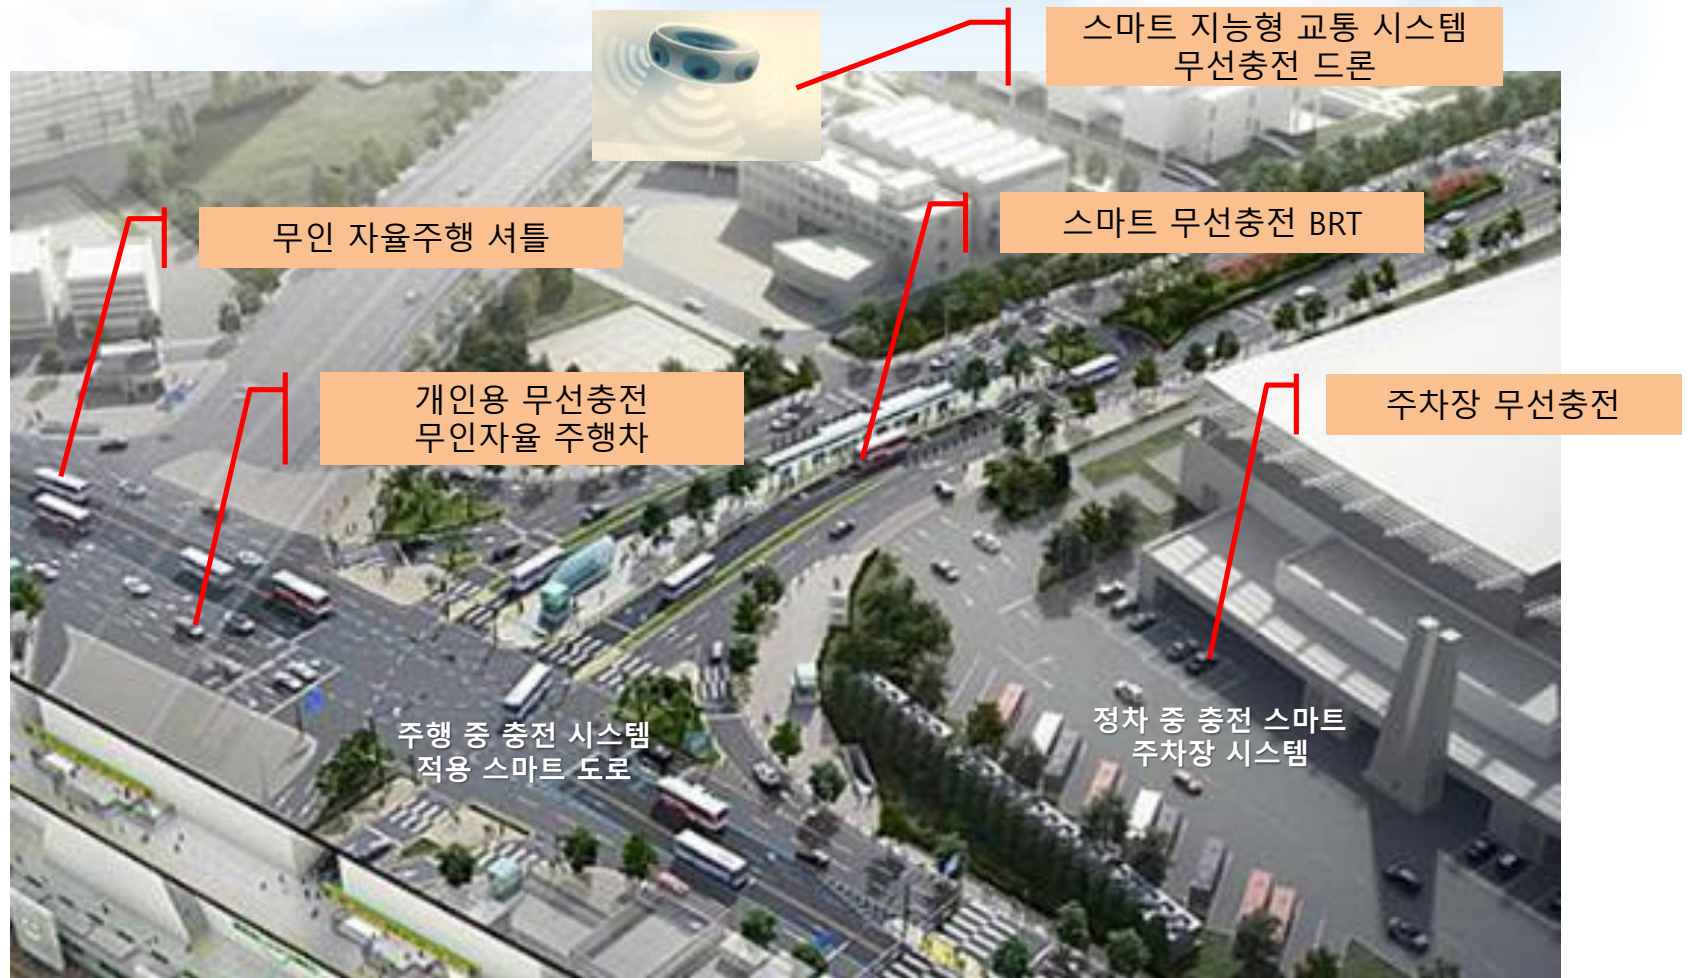 스마트 지능형 교통 시스템
무선충전 드론
무인 자율주행 셔틀
스마트 무선충전 BRT
개인용 무선충전
무인자율 주행차
주차장 무선충전
주행 중 충전 시스템
적용 스마트 도로
정차 중 충전 스마트
주차장 시스템